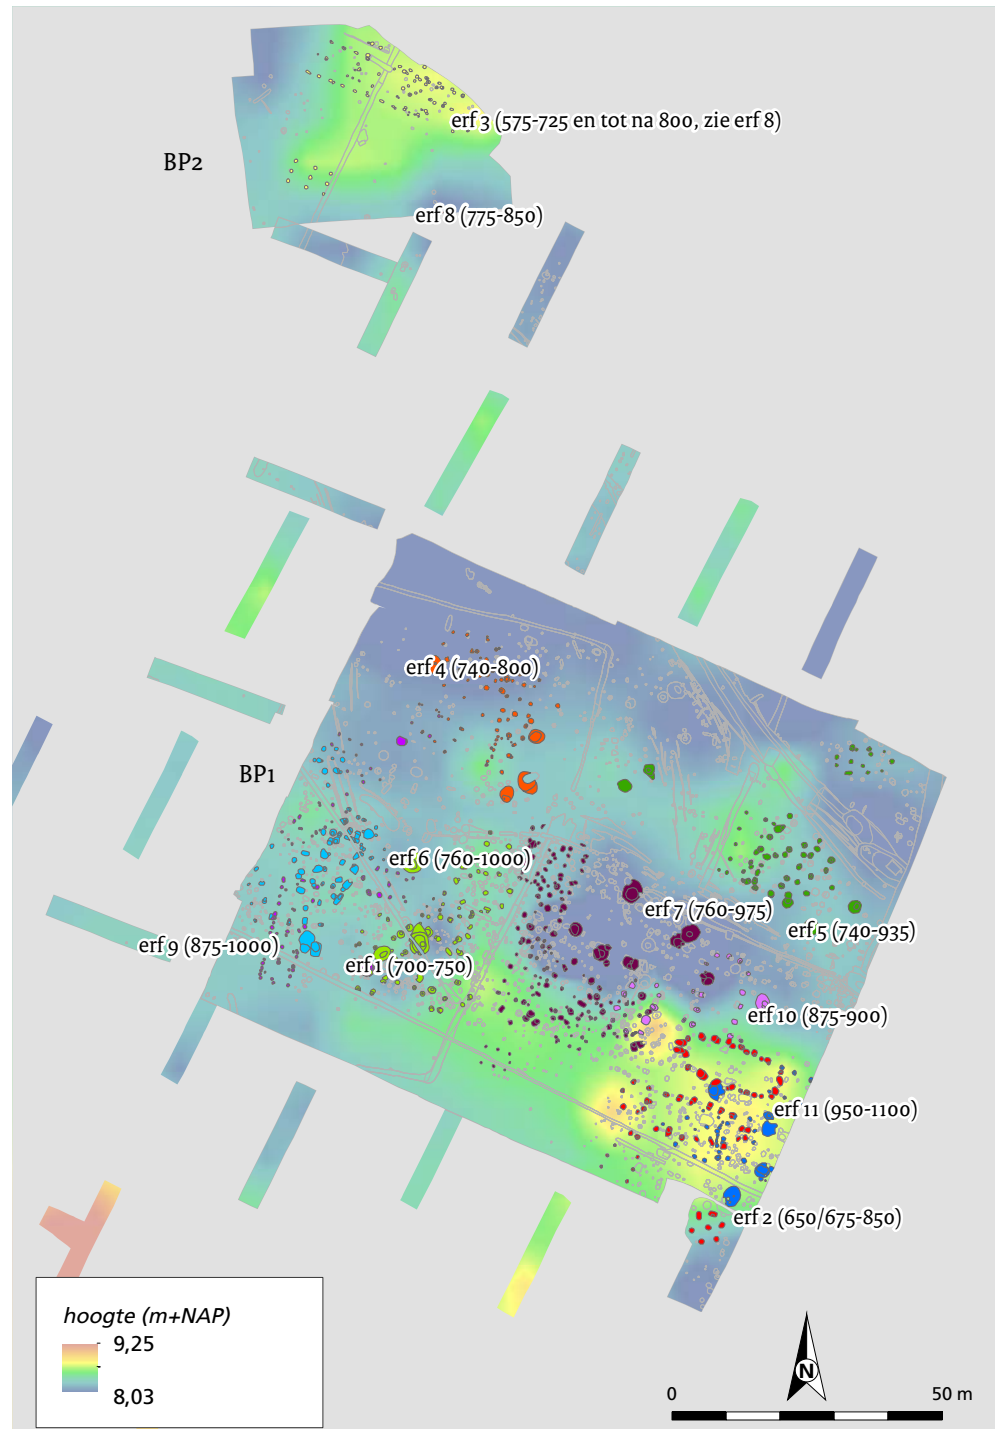 erf 3 (575-725 en tot na 800, zie erf 8)
BP2
erf 8 (775-850)
erf 4 (740-800)
BP1
erf 6 (760-1000)
erf 7 (760-975)
erf 5 (740-935)
erf 9 (875-1000)
erf 1 (700-750)
erf 10 (875-900)
erf 11 (950-1100)
erf 2 (650/675-850)
hoogte (m+NAP)
9,25
8,03
N
0 50 m